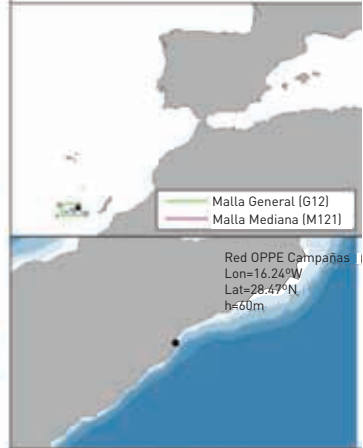 Malla General (G12)
Malla Mediana (M121)
Red OPPE Campañas
Lon=16.24ºW
Lat=28.47ºN
h=60m